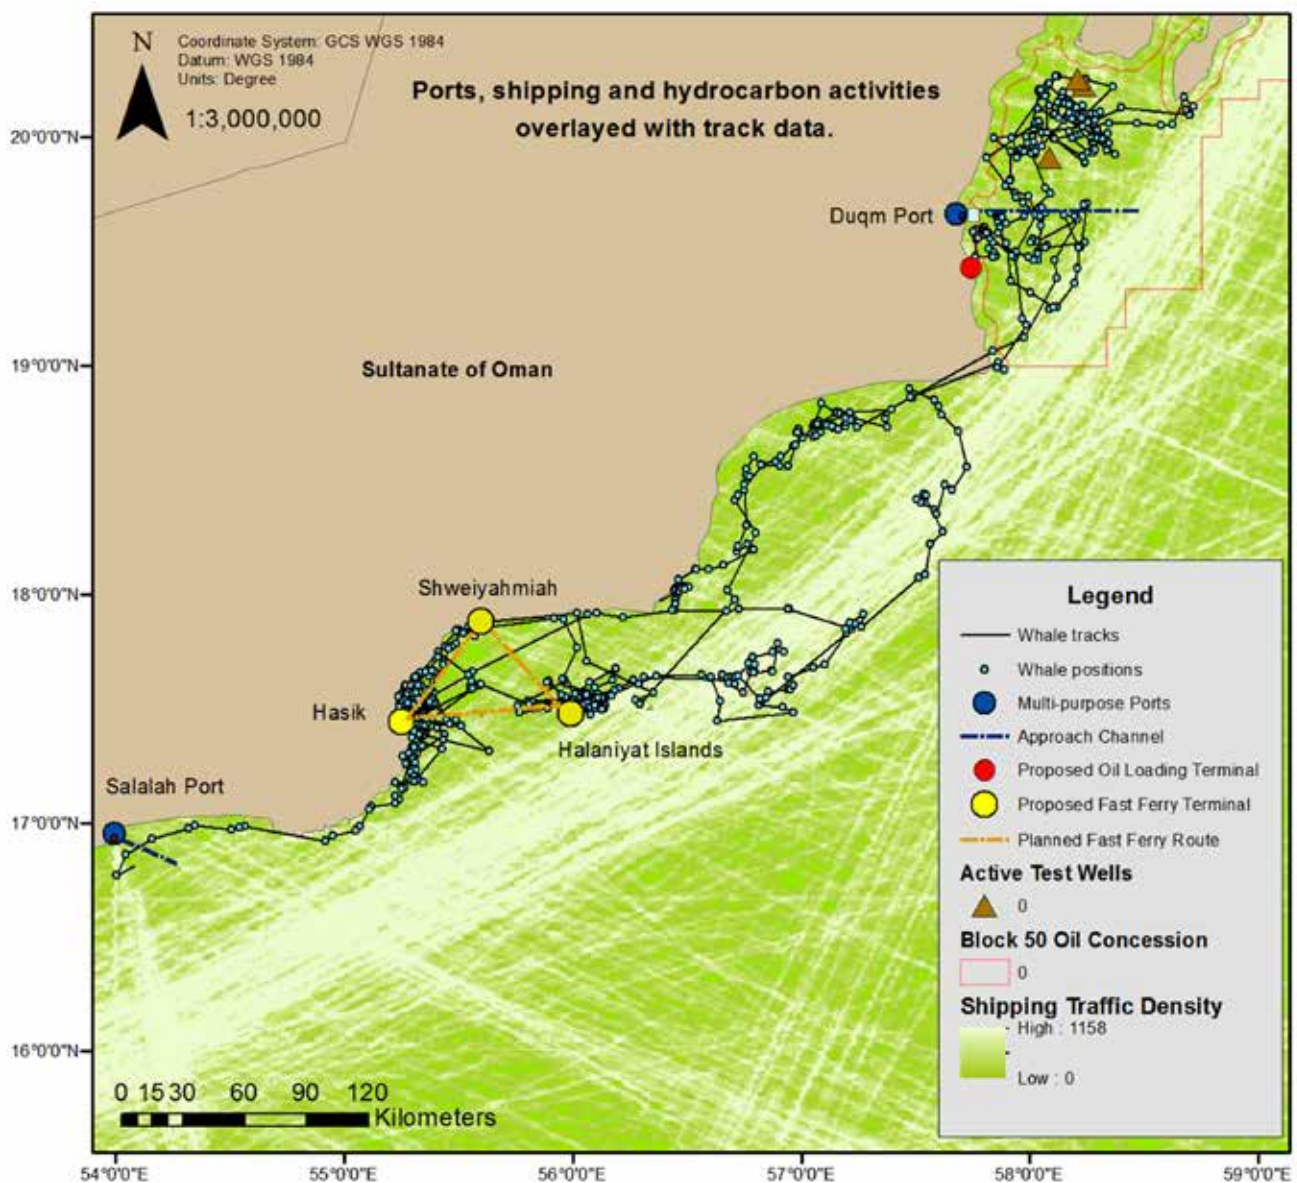 N
Coordinate System: GCS WGS 1984
Datum: WGS 1984
Units: Degree
1:3,000,000
Ports, shipping and hydrocarbon activities
overlayed with track data.
20°0'0"N
Duqm Port
19°0'0"N
Sultanate of Oman
18°0'0"N
Shweiyahmiah
Hasik
Halaniyat Islands
Salalah Port
17°0'0"N
16°0'0"N
0 15 30 60 90 120
Kilometers
Legend
Whale tracks
Whale positions
Multi-purpose Ports
Approach Channel
Proposed Oil Loading Terminal
Proposed Fast Ferry Terminal
Planned Fast Ferry Route
Active Test Wells
0
Block 50 Oil Concession
0
Shipping Traffic Density
High : 1158
Low : 0
54°0'0"E 55°0'0"E 56°0'0"E 57°0'0"E 58°0'0"E 59°0'0"E